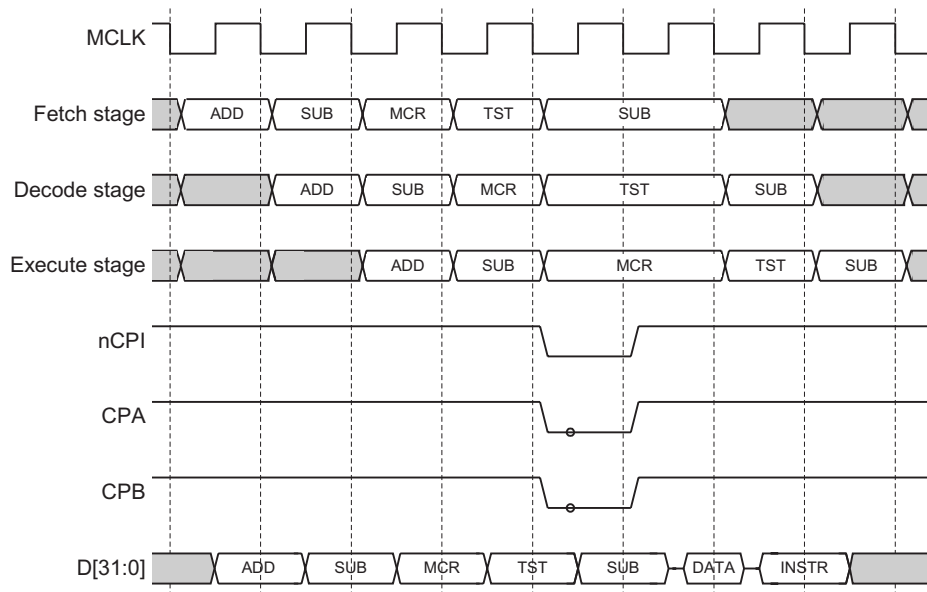 MCLK
Fetch stage ADD SUB MCR TST SUB
Decode stage ADD SUB MCR TST SUB
Execute stage ADD SUB MCR TST SUB
nCPI
CPA
CPB
D[31:0] ADD SUB MCR TST SUB DATA INSTR